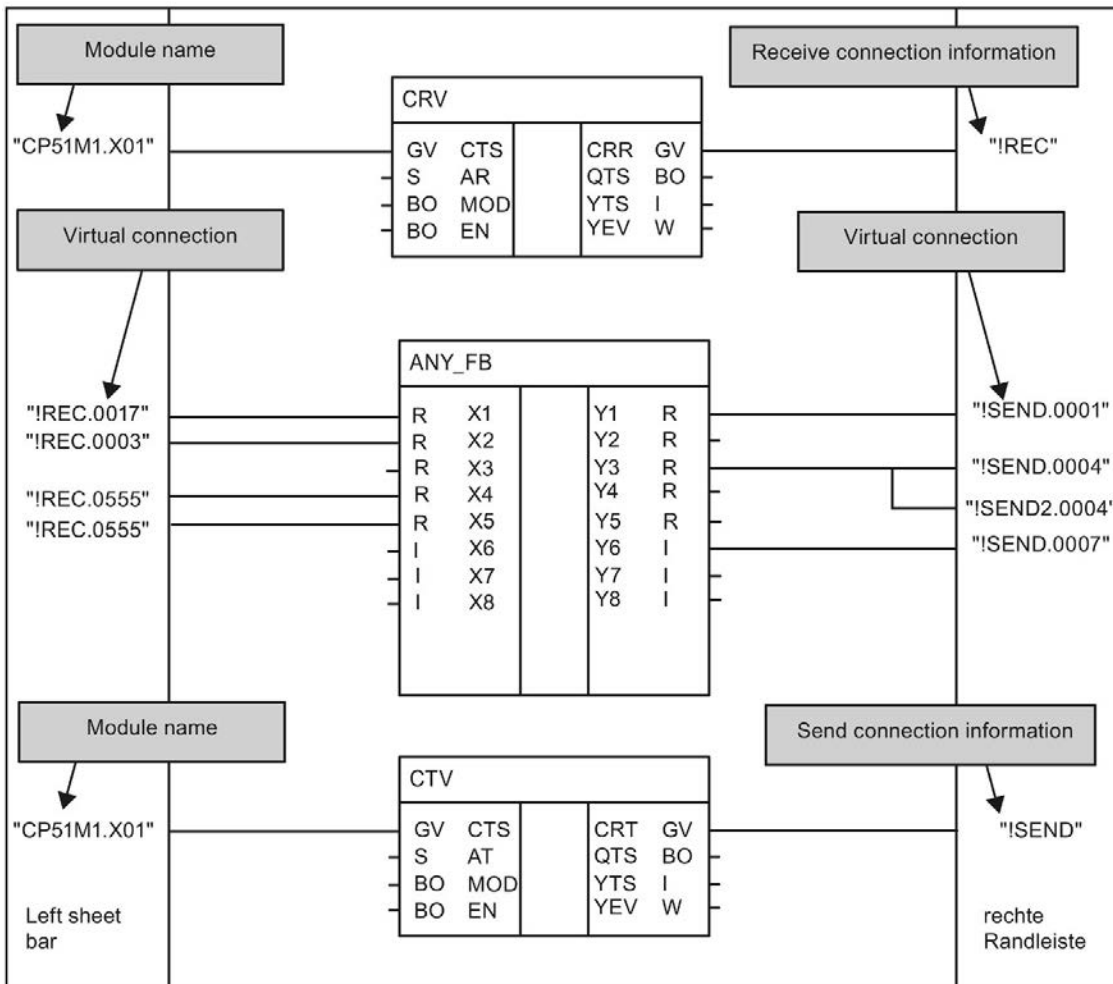 Module name
Receive connection information
"CP51M1.X01"
CRV
GV CTS CRR GV
S AR QTS BO
BO MOD YTS I
BO EN YEV W
"!REC"
Virtual connection
Virtual connection
ANY_FB
"!REC.0017"
"!REC.0003"
"!REC.0555"
"!REC.0555"
R X1 Y1 R
R X2 Y2 R
R X3 Y3 R
R X4 Y4 R
R X5 Y5 R
I X6 Y6 I
I X7 Y7 I
I X8 Y8 I
"!SEND.0001"
"!SEND.0004"
"!SEND2.0004"
"!SEND.0007"
Module name
Send connection information
"CP51M1.X01"
CTV
GV CTS CRT GV
S AT QTS BO
BO MOD YTS I
BO EN YEV W
"!SEND"
Left sheet
bar
rechte
Randleiste